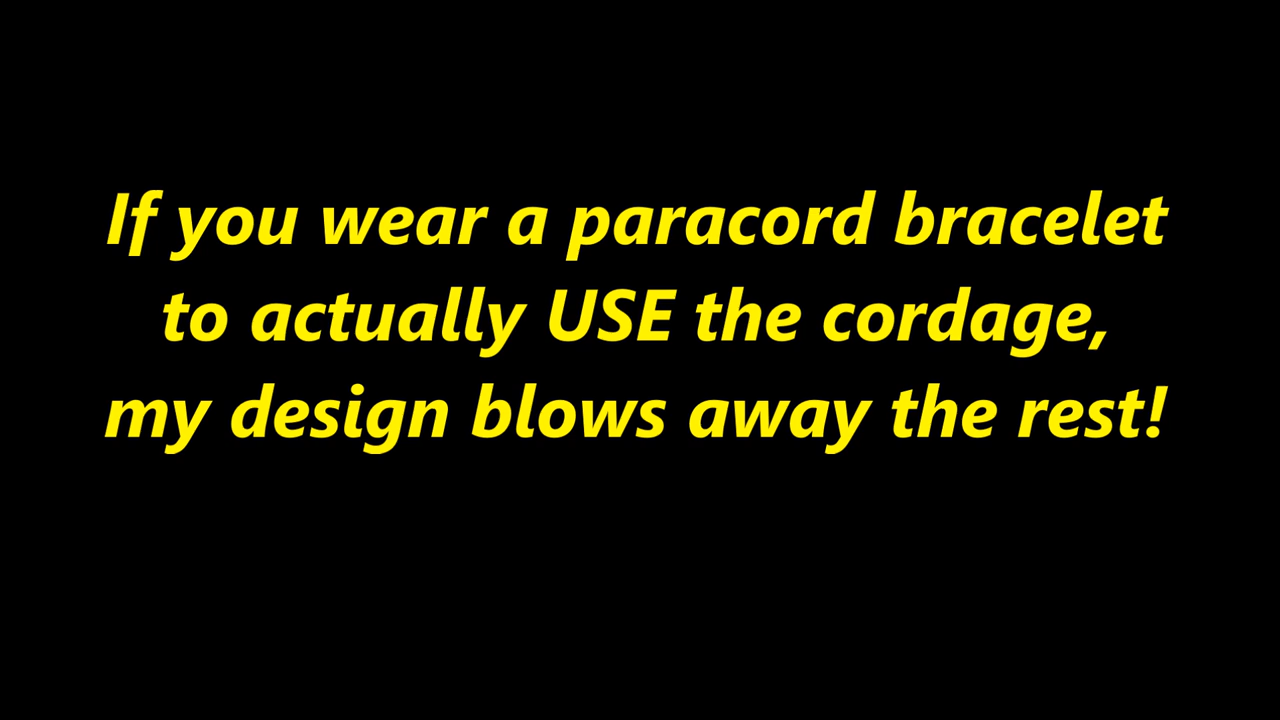 If you wear a paracord bracelet
to actually USE the cordage,
my design blows away the rest!